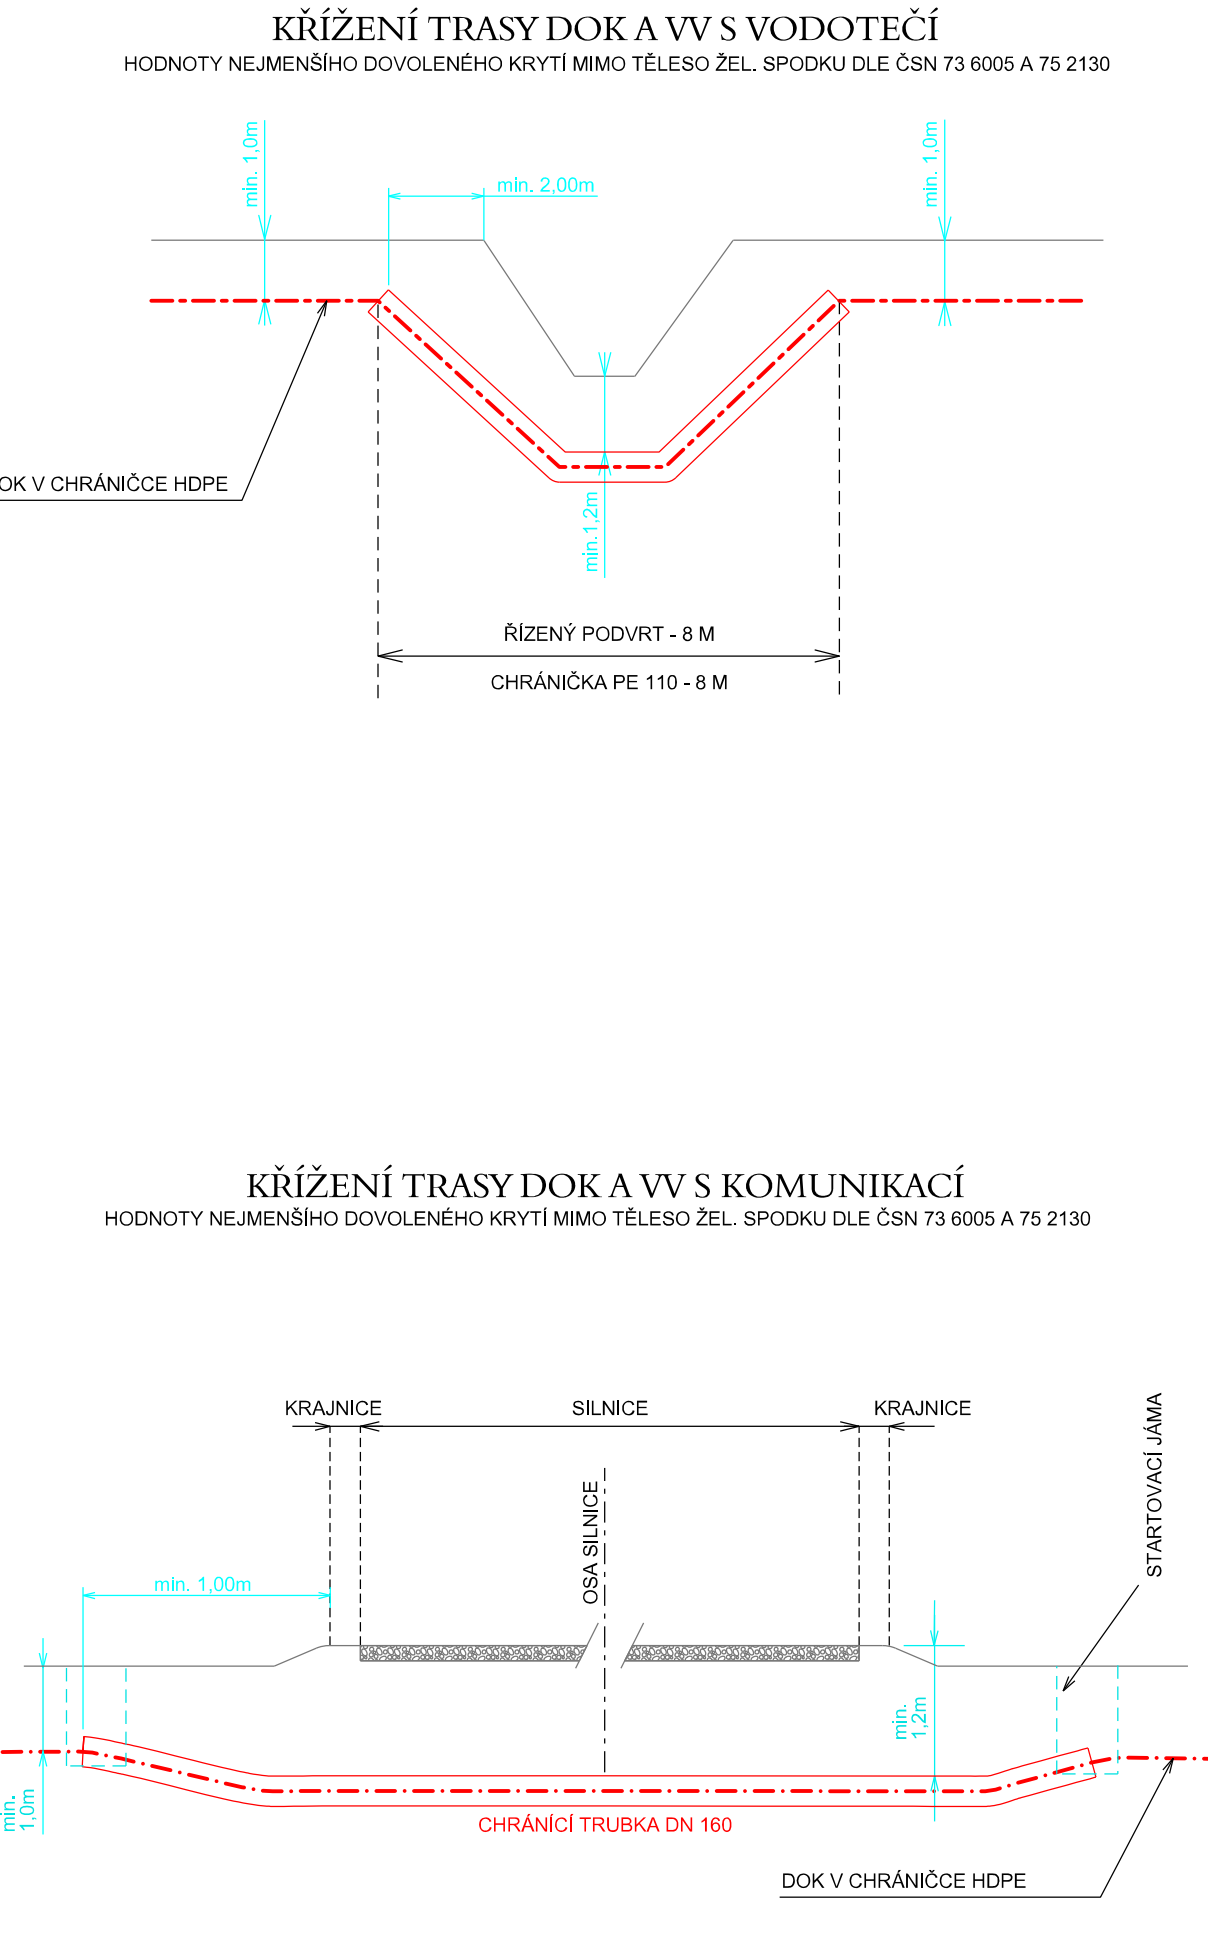 KŘÍŽENÍ TRASY DOK A VV S VODOTEČÍ
HODNOTY NEJMENŠÍHO DOVOLENÉHO KRYTÍ MIMO TĚLESO ŽEL. SPODKU DLE ČSN 73 6005 A 75 2130
min. 1,0m
min. 2,00m
min. 1,0m
OK V CHRÁNIČCE HDPE
min.1,2m
ŘÍZENÝ PODVRT - 8 M
CHRÁNIČKA PE 110 - 8 M
KŘÍŽENÍ TRASY DOK A VV S KOMUNIKACÍ
HODNOTY NEJMENŠÍHO DOVOLENÉHO KRYTÍ MIMO TĚLESO ŽEL. SPODKU DLE ČSN 73 6005 A 75 2130
KRAJNICE
SILNICE
KRAJNICE
STARTOVACÍ JÁMA
OSA SILNICE
min. 1,00m
min.
1,2m
min.
1,0m
CHRÁNÍCÍ TRUBKA DN 160
DOK V CHRÁNIČCE HDPE